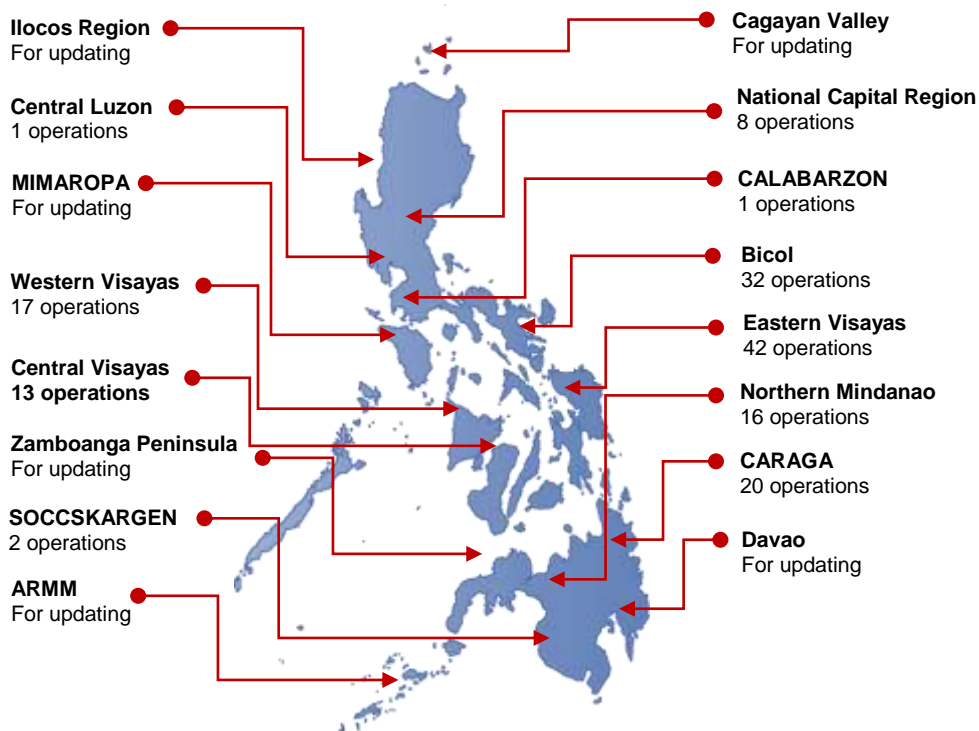 Ilocos Region
For updating
Central Luzon
1 operations
MIMAROPA
For updating
Western Visayas
17 operations
Central Visayas
13 operations
Zamboanga Peninsula
For updating
SOCCSKARGEN
2 operations
ARMM
For updating
Cagayan Valley
For updating
National Capital Region
8 operations
CALABARZON
1 operations
Bicol
32 operations
Eastern Visayas
42 operations
Northern Mindanao
16 operations
CARAGA
20 operations
Davao
For updating